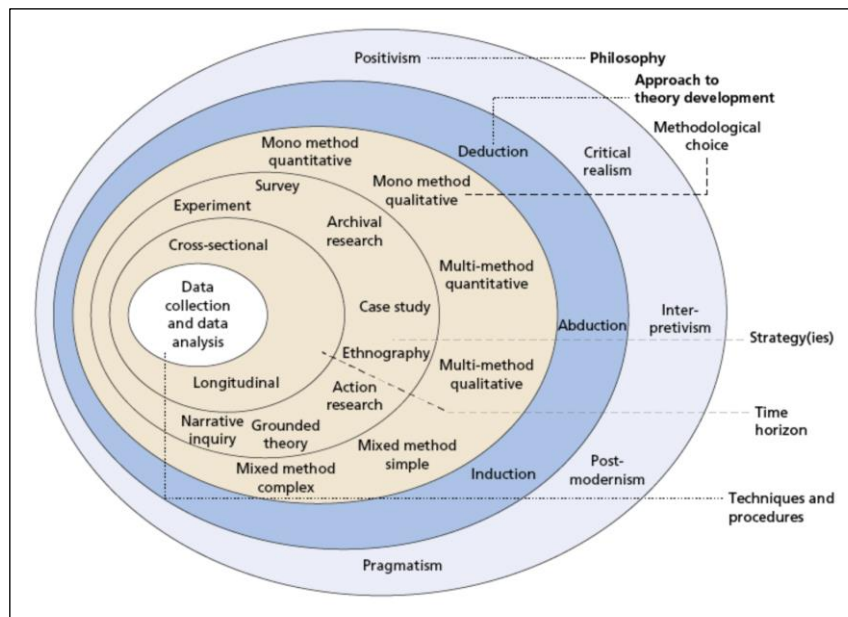 Positivism
Philosophy
Approach to
theory development
Methodological
choice
Mono method
quantitative
Deduction
Critical
realism
Mono method
qualitative
Survey
Experiment
Archival
research
Cross-sectional
Multi-method
quantitative
Data
collection
and data
analysis
Case study
Abduction
Inter-
pretivism
Strategy(ies)
Ethnography
Multi-method
qualitative
Longitudinal
Action
research
Time
horizon
Narrative
inquiry
Grounded
theory
Mixed method
simple
Mixed method
complex
Induction
Post-
modernism
Techniques and
procedures
Pragmatism